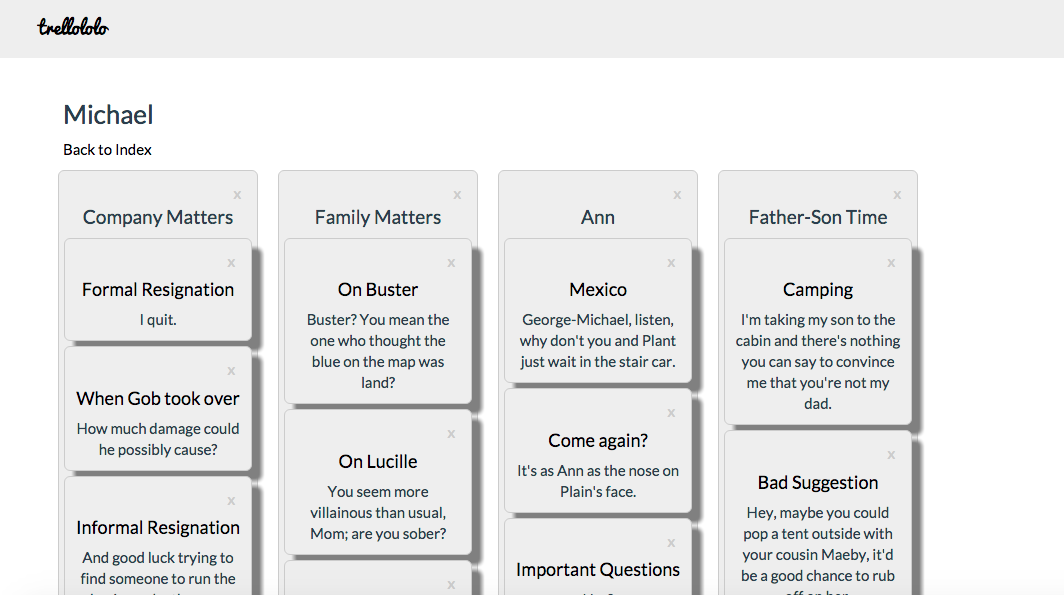 trellololo
Michael
Back to Index
x
Company Matters
x
Formal Resignation
I quit.
x
When Gob took over
How much damage could
he possibly cause?
x
Informal Resignation
And good luck trying to
find someone to run the
x
Family Matters
x
On Buster
Buster? You mean the
one who thought the
blue on the map was
land?
x
On Lucille
You seem more
villainous than usual,
Mom; are you sober?
x
x
Ann
x
Mexico
George-Michael, listen,
why don't you and Plant
just wait in the stair car.
x
Come again?
It's as Ann as the nose on
Plain's face.
x
Important Questions
x
Father-Son Time
x
Camping
I'm taking my son to the
cabin and there's nothing
you can say to convince
me that you're not my
dad.
x
Bad Suggestion
Hey, maybe you could
pop a tent outside with
your cousin Maeby, it'd
be a good chance to rub